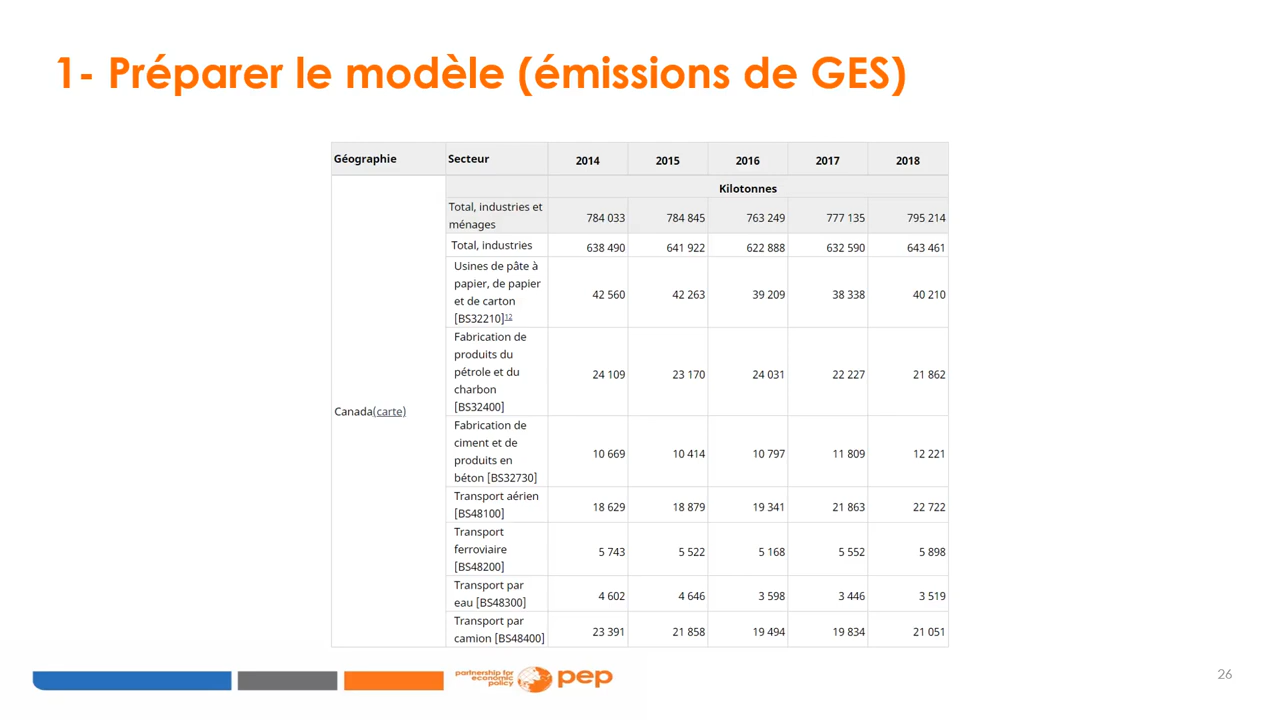 1- Préparer le modèle (émissions de GES)
Géographie Secteur 2014 2015 2016 2017 2018
Kilotonnes
Total, industries et
ménages 784 033 784 845 763 249 777 135 795 214
Total, industries 638 490 641 922 622 888 632 590 643 461
Usines de pâte à
papier, de papier
et de carton
[BS32210]12 42 560 42 263 39 209 38 338 40 210
Fabrication de
produits du
pétrole et du
charbon
[BS32400] 24 109 23 170 24 031 22 227 21 862
Canada(carte)
Fabrication de
ciment et de
produits en
béton [BS32730] 10 669 10 414 10 797 11 809 12 221
Transport aérien
[BS48100] 18 629 18 879 19 341 21 863 22 722
Transport
ferroviaire
[BS48200] 5 743 5 522 5 168 5 552 5 898
Transport par
eau [BS48300] 4 602 4 646 3 598 3 446 3 519
Transport par
camion [BS48400] 23 391 21 858 19 494 19 834 21 051
partnership for
economic
policy
pep
26